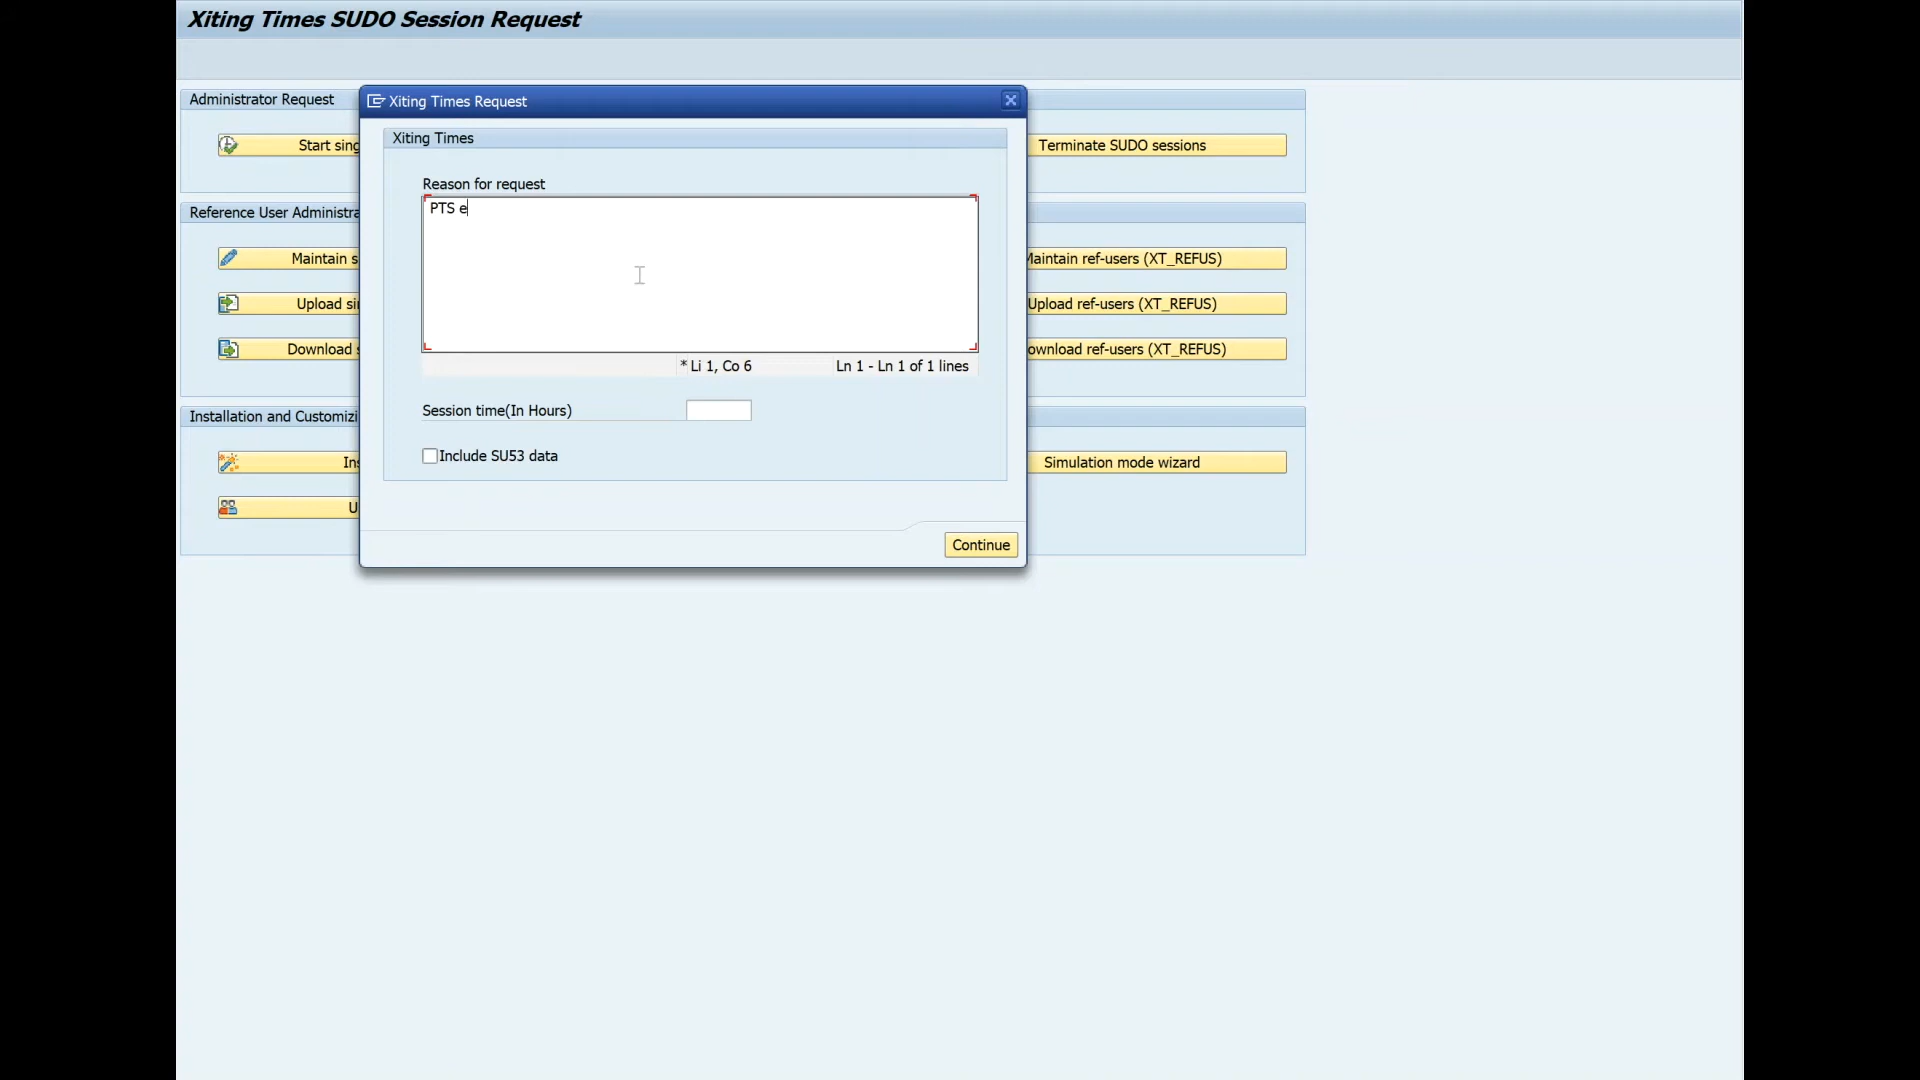 Xiting Times SUDO Session Request
Administrator Request
Start sing
Terminate SUDO sessions
Reference User Administra
Maintain s
Maintain ref-users (XT_REFUS)
Upload sin
Upload ref-users (XT_REFUS)
Download s
ownload ref-users (XT_REFUS)
Installation and Customizi
Ins
Simulation mode wizard
U
Xiting Times Request
Xiting Times
Reason for request
PTS e
* Li 1, Co 6
Ln 1 - Ln 1 of 1 lines
Session time(In Hours)
Include SU53 data
Continue